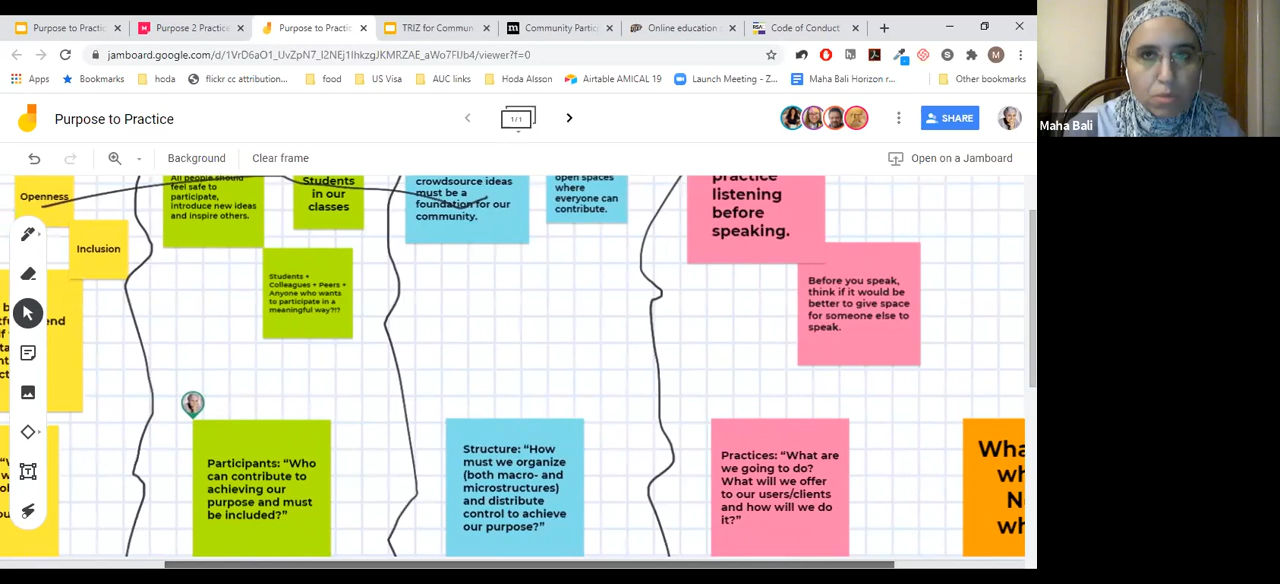 Purpose to Practic
Purpose 2 Practice
Purpose to Practic
TRIZ for Commun
Community Partic
Online education
Code of Conduct
jamboard.google.com/d/1VrD6aO1_UvZpN7_I2NEj1IhkzgJKMRZAE_aWo7FIJb4/viewer?f=0
Apps
Bookmarks
hoda
flickr cc attribution...
food
US Visa
AUC links
Hoda Alsson
Airtable AMICAL 19
Launch Meeting - Z...
Maha Bali Horizon r...
Other bookmarks
Purpose to Practice
1/1
SHARE
Background
Clear frame
Open on a Jamboard
Openness
Inclusion
All people should
feel safe to
participate,
introduce new ideas
and inspire others.
Students
in our
classes
Students +
Colleagues + Peers +
Anyone who wants
to participate in a
meaningful way?!?
crowdsource ideas
must be a
foundation for our
community.
open spaces
where
everyone can
contribute.
practice
listening
before
speaking.
Before you speak,
think if it would be
better to give space
for someone else to
speak.
Participants: “Who
can contribute to
achieving our
purpose and must
be included?”
Structure: “How
must we organize
(both macro- and
microstructures)
and distribute
control to achieve
our purpose?”
Practices: “What are
we going to do?
What will we offer
to our users/clients
and how will we do
it?”
Wha
wh
N
wh
Maha Bali